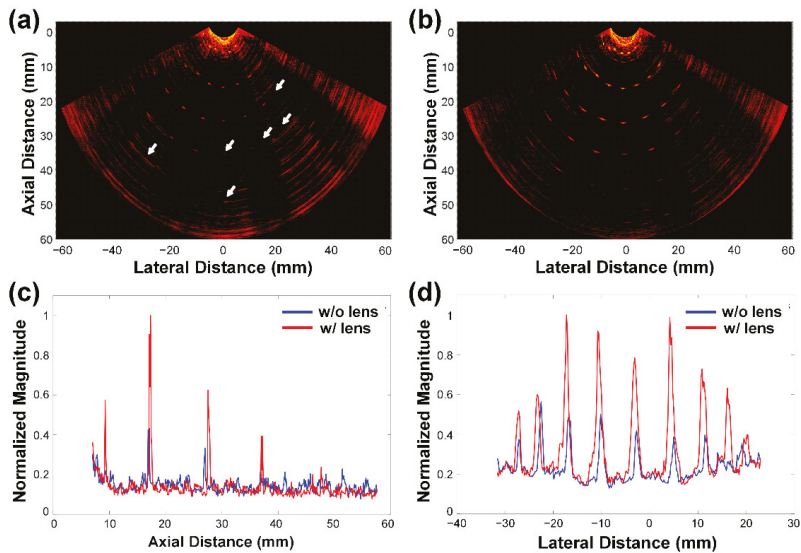 (a)
Axial Distance (mm)
0
10
20
30
40
50
60
−60 −40 −20 0 20 40 60
Lateral Distance (mm)
(b)
Axial Distance (mm)
0
10
20
30
40
50
60
−60 −40 −20 0 20 40 60
Lateral Distance (mm)
(c)
Normalized Magnitude
1
0.8
0.6
0.4
0.2
0
0 10 20 30 40 50 60
Axial Distance (mm)
w/o lens
w/ lens
(d)
Normalized Magnitude
1
0.8
0.6
0.4
0.2
0
−40 −30 −20 −10 0 10 20 30
Lateral Distance (mm)
w/o lens
w/ lens